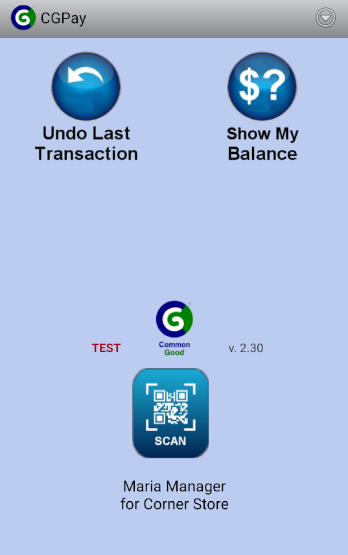 CGPay
Undo Last
Transaction
$?
Show My
Balance
TEST
Common
Good
v. 2.30
SCAN
Maria Manager
for Corner Store